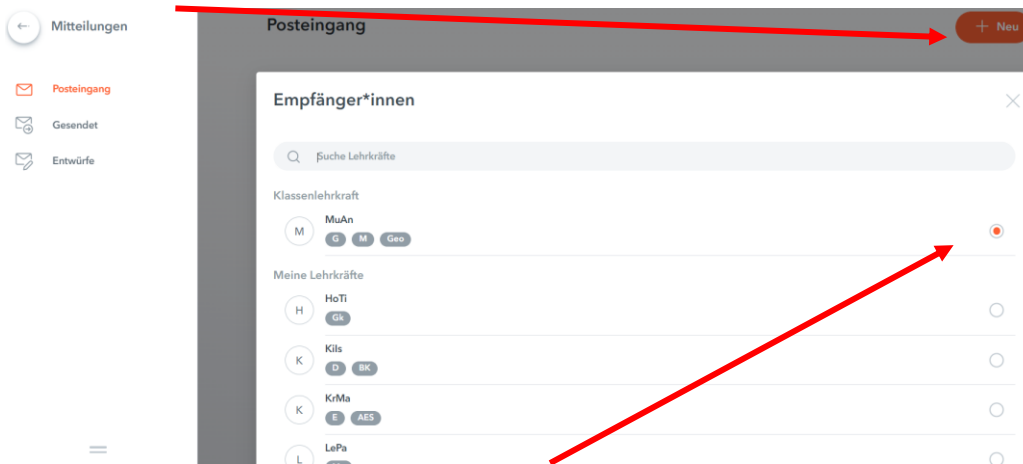 Mitteilungen
Posteingang
Gesendet
Entwürfe
Posteingang
+ Neu
Empfänger*innen
Suche Lehrkräfte
Klassenlehrkraft
M MuAn
G M Geo
Meine Lehrkräfte
H HoTi
Gk
K Kils
D BK
K KrMa
E AES
L LePa